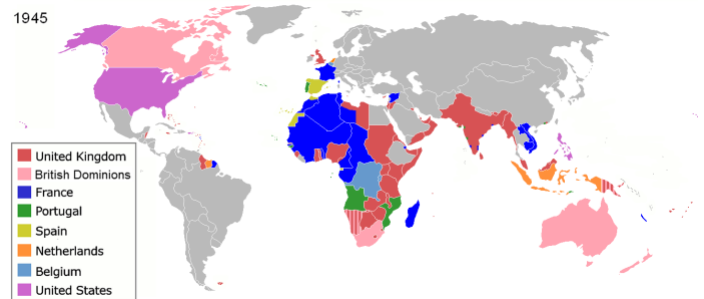 1945
United Kingdom
British Dominions
France
Portugal
Spain
Netherlands
Belgium
United States